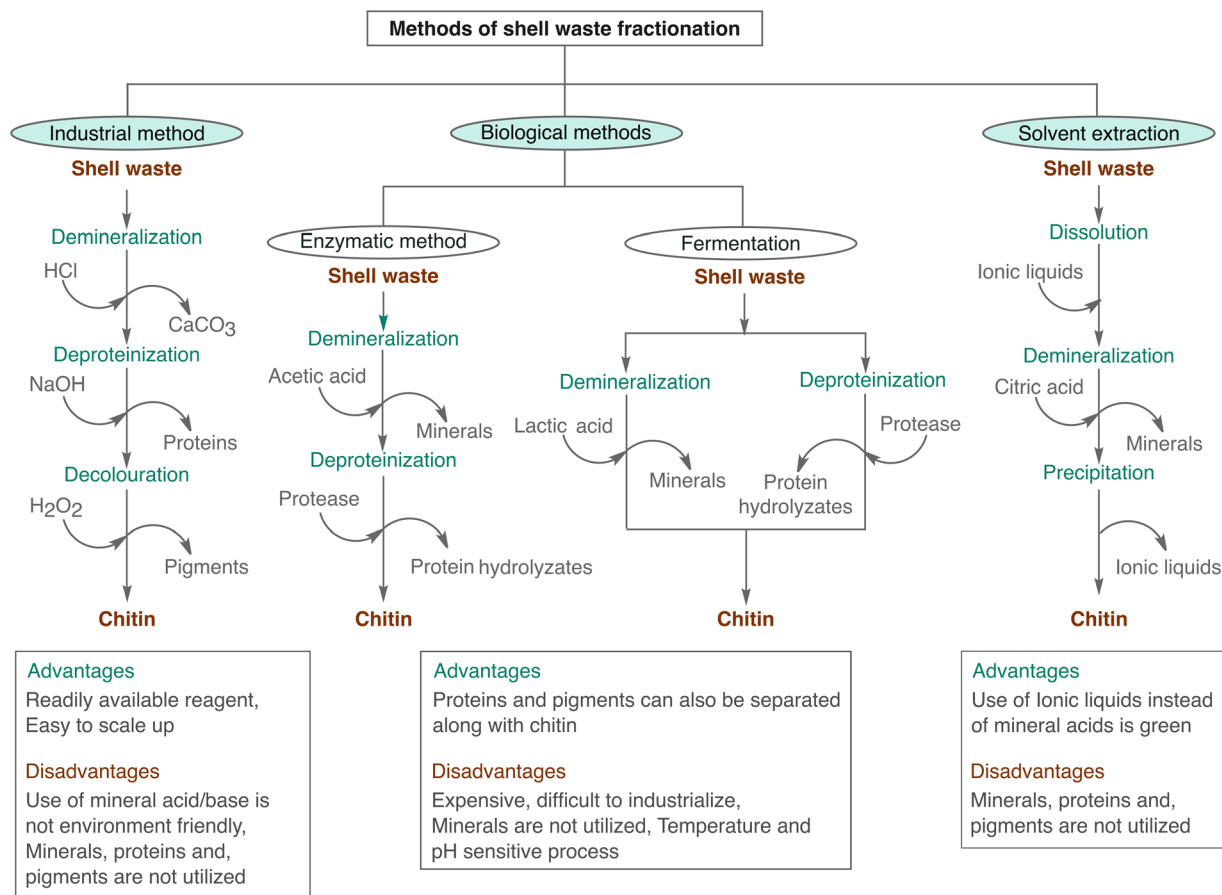 Methods of shell waste fractionation
Industrial method
Shell waste
Demineralization
HCl
CaCO3
Deproteinization
NaOH
Proteins
Decolouration
H2O2
Pigments
Chitin
Advantages
Readily available reagent,
Easy to scale up
Disadvantages
Use of mineral acid/base is
not environment friendly,
Minerals, proteins and,
pigments are not utilized
Biological methods
Enzymatic method
Shell waste
Demineralization
Acetic acid
Minerals
Deproteinization
Protease
Protein hydrolyzates
Chitin
Fermentation
Shell waste
Demineralization
Lactic acid
Minerals
Deproteinization
Protease
Protein
hydrolyzates
Chitin
Advantages
Proteins and pigments can also be separated
along with chitin
Disadvantages
Expensive, difficult to industrialize,
Minerals are not utilized, Temperature and
pH sensitive process
Solvent extraction
Shell waste
Dissolution
Ionic liquids
Demineralization
Citric acid
Minerals
Precipitation
Ionic liquids
Chitin
Advantages
Use of Ionic liquids instead
of mineral acids is green
Disadvantages
Minerals, proteins and,
pigments are not utilized